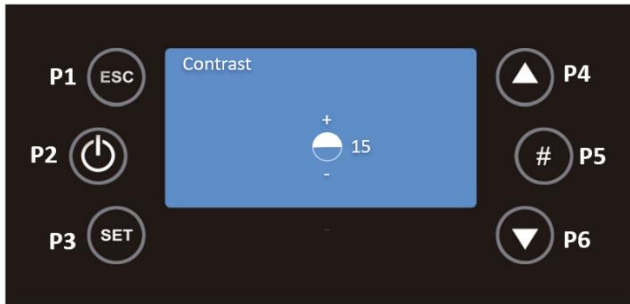 Contrast
P1 ESC
P4
+
15
P2
# P5
-
P3 SET
P6
-